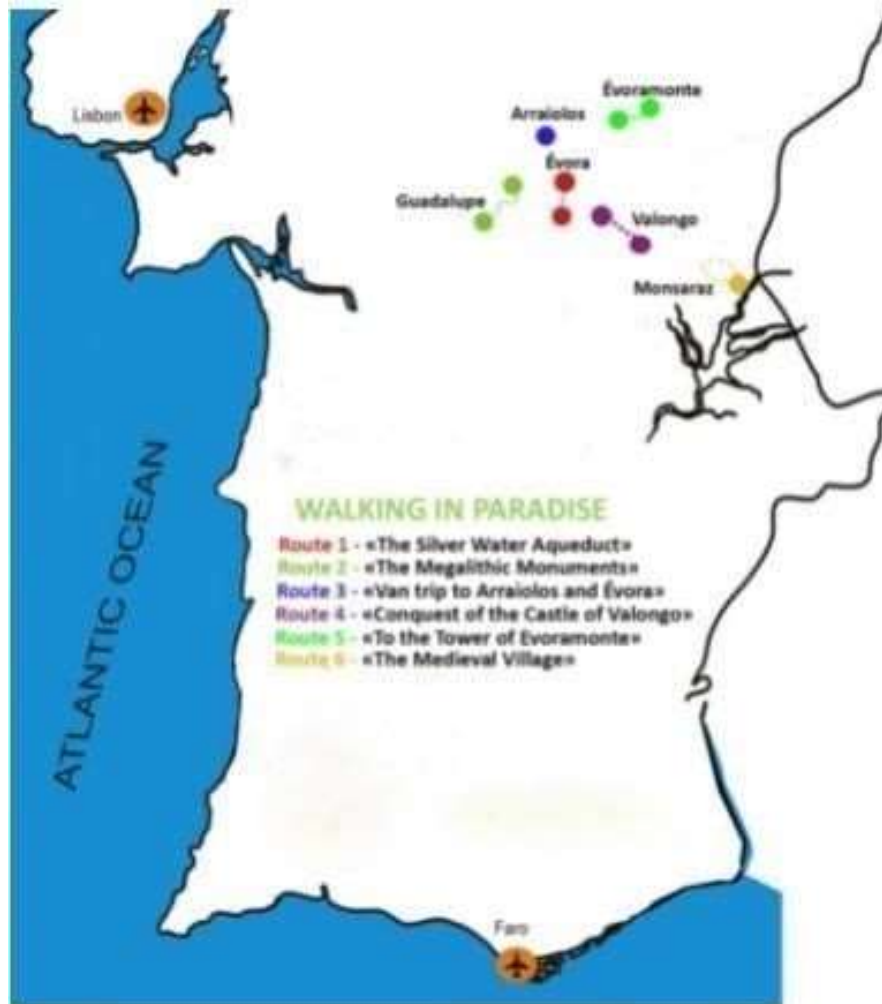 Évoramonte
Arraiolos
Lisbon
Évora
Guadalupe
Valongo
Monsaraz
ATLANTIC OCEAN
WALKING IN PARADISE
Route 1 - «The Silver Water Aqueduct»
Route 2 - «The Megalithic Monuments»
Route 3 - «Van trip to Arraiolos and Évora»
Route 4 - «Conquest of the Castle of Valongo»
Route 5 - «To the Tower of Evoramonte»
Route 6 - «The Medieval Village»
Faro